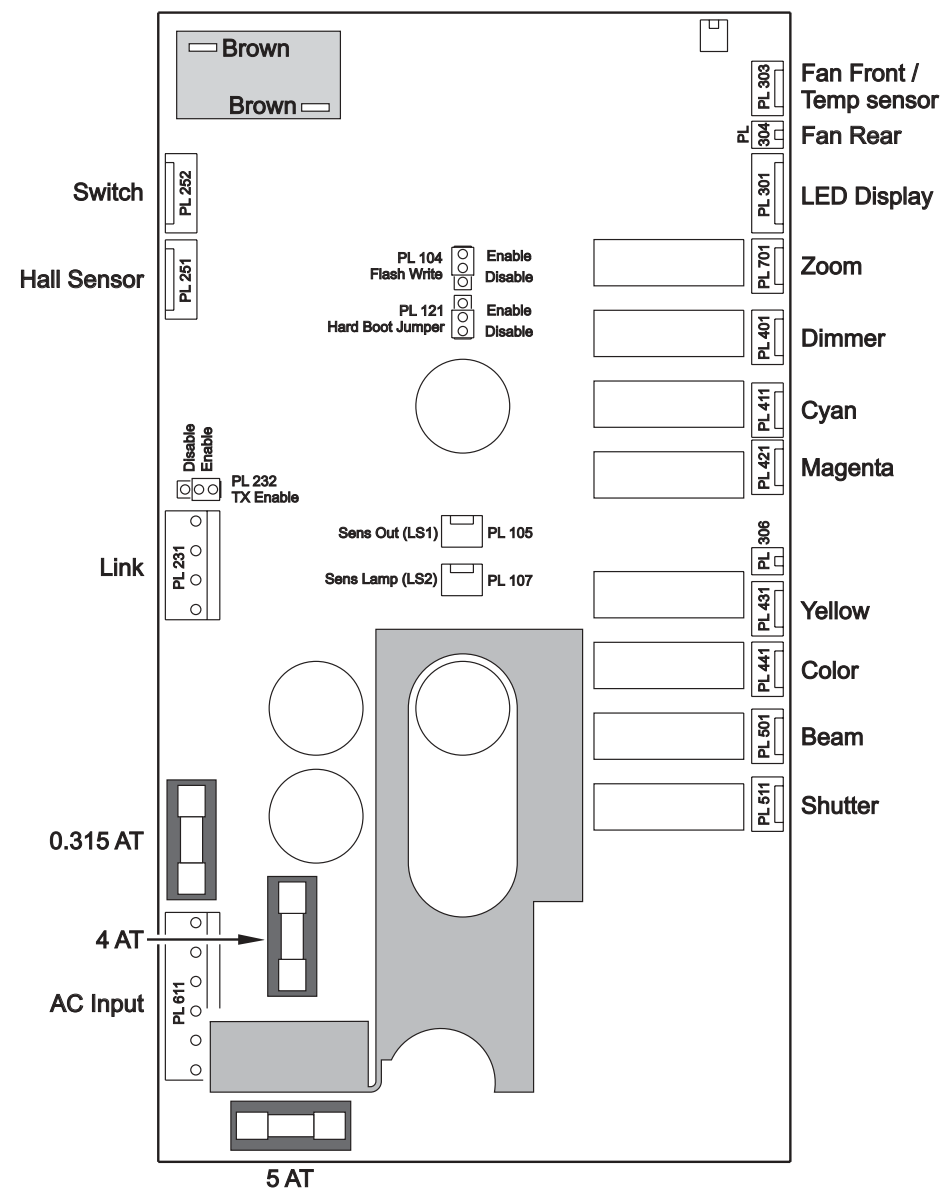 Brown
Brown
PL 303
Fan Front /
Temp sensor
PL
304
Fan Rear
Switch
PL 252
PL 301
LED Display
Hall Sensor
PL 251
PL 104
Flash Write
Enable
Disable
PL 701
Zoom
PL 121
Hard Boot Jumper
Enable
Disable
PL 401
Dimmer
PL 411
Cyan
Disable
Enable
PL 232
TX Enable
PL 421
Magenta
Sens Out (LS1)
PL 105
PL 306
Link
PL 231
Sens Lamp (LS2)
PL 107
PL 431
Yellow
PL 441
Color
PL 501
Beam
PL 511
Shutter
0.315 AT
4 AT
AC Input
PL 611
5 AT